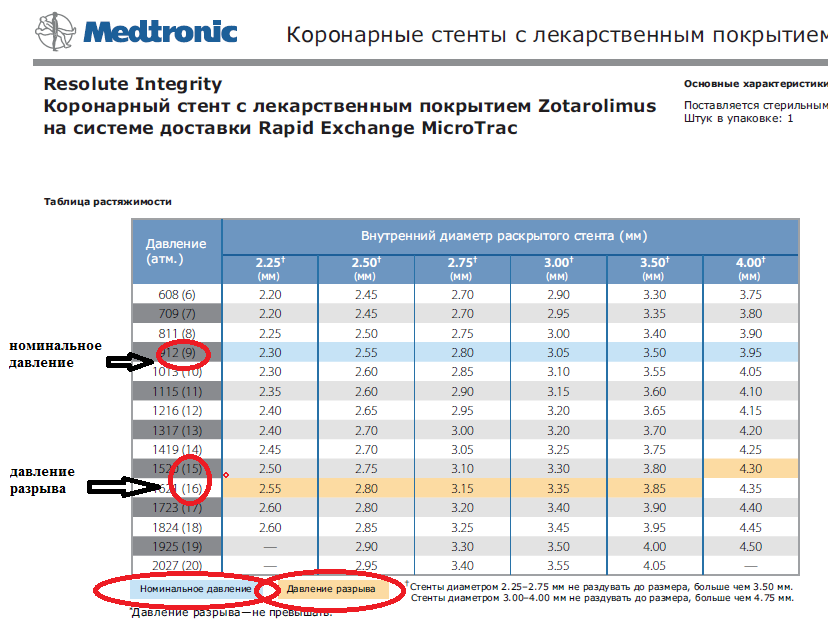 Medtronic
Коронарные стенты с лекарственным покрытием
Resolute Integrity
Коронарный стент с лекарственным покрытием Zotarolimus
на системе доставки Rapid Exchange MicroTrac
Основные характеристики
Поставляется стерильным
Штук в упаковке: 1
Таблица растяжимости
Давление (атм.) Внутренний диаметр раскрытого стента (мм)
2.25† (мм) 2.50† (мм) 2.75† (мм) 3.00† (мм) 3.50† (мм) 4.00† (мм)
608 (6) 2.20 2.45 2.70 2.90 3.30 3.75
709 (7) 2.20 2.45 2.70 2.95 3.35 3.80
811 (8) 2.25 2.50 2.75 3.00 3.40 3.90
номинальное давление
912 (9) 2.30 2.55 2.80 3.05 3.50 3.95
1013 (10) 2.30 2.60 2.85 3.10 3.55 4.05
1115 (11) 2.35 2.60 2.90 3.15 3.60 4.10
1216 (12) 2.40 2.65 2.95 3.20 3.65 4.15
1317 (13) 2.40 2.70 3.00 3.20 3.70 4.20
1419 (14) 2.45 2.70 3.05 3.25 3.75 4.25
давление разрыва
1520 (15) 2.50 2.75 3.10 3.30 3.80 4.30
1621 (16) 2.55 2.80 3.15 3.35 3.85 4.35
1723 (17) 2.60 2.80 3.20 3.40 3.90 4.40
1824 (18) 2.60 2.85 3.25 3.45 3.95 4.45
1925 (19) — 2.90 3.30 3.50 4.00 4.50
2027 (20) — 2.95 3.40 3.55 4.05 —
Номинальное давление Давление разрыва
†Стенты диаметром 2.25–2.75 мм не раздувать до размера, больше чем 3.50 мм.
Стенты диаметром 3.00–4.00 мм не раздувать до размера, больше чем 4.75 мм.
*Давление разрыва—не превышать.